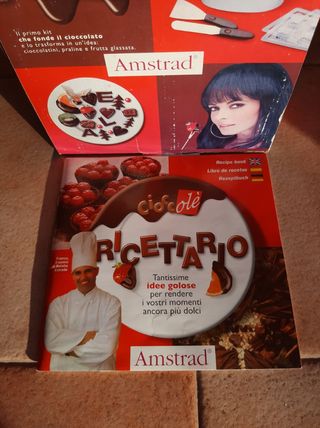 "Il primo kit
che fonde il cioccolato
e lo trasforma in un'idea:
cioccolatini, praline e frutta glassata.
Amstrad®
Recipe book
Libro de recetas
Rezeptbuch
cioccolè
RICETTARIO
Tantissime
idee golose
per rendere
i vostri momenti
ancora più dolci
Amstrad®